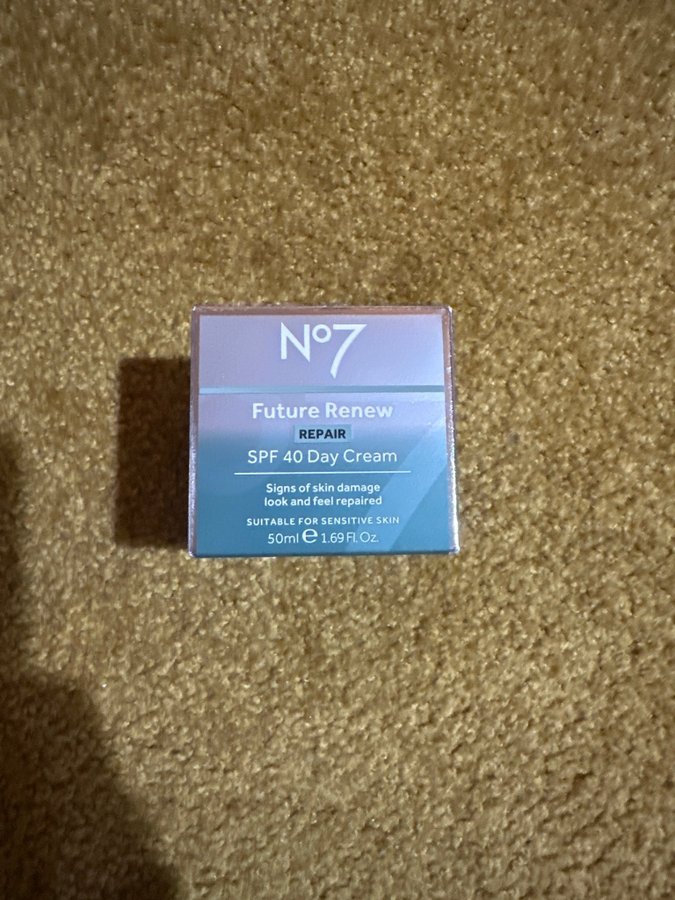 No7
Future Renew
REPAIR
SPF 40 Day Cream
Signs of skin damage
look and feel repaired
SUITABLE FOR SENSITIVE SKIN
50ml e 1.69 Fl. Oz.